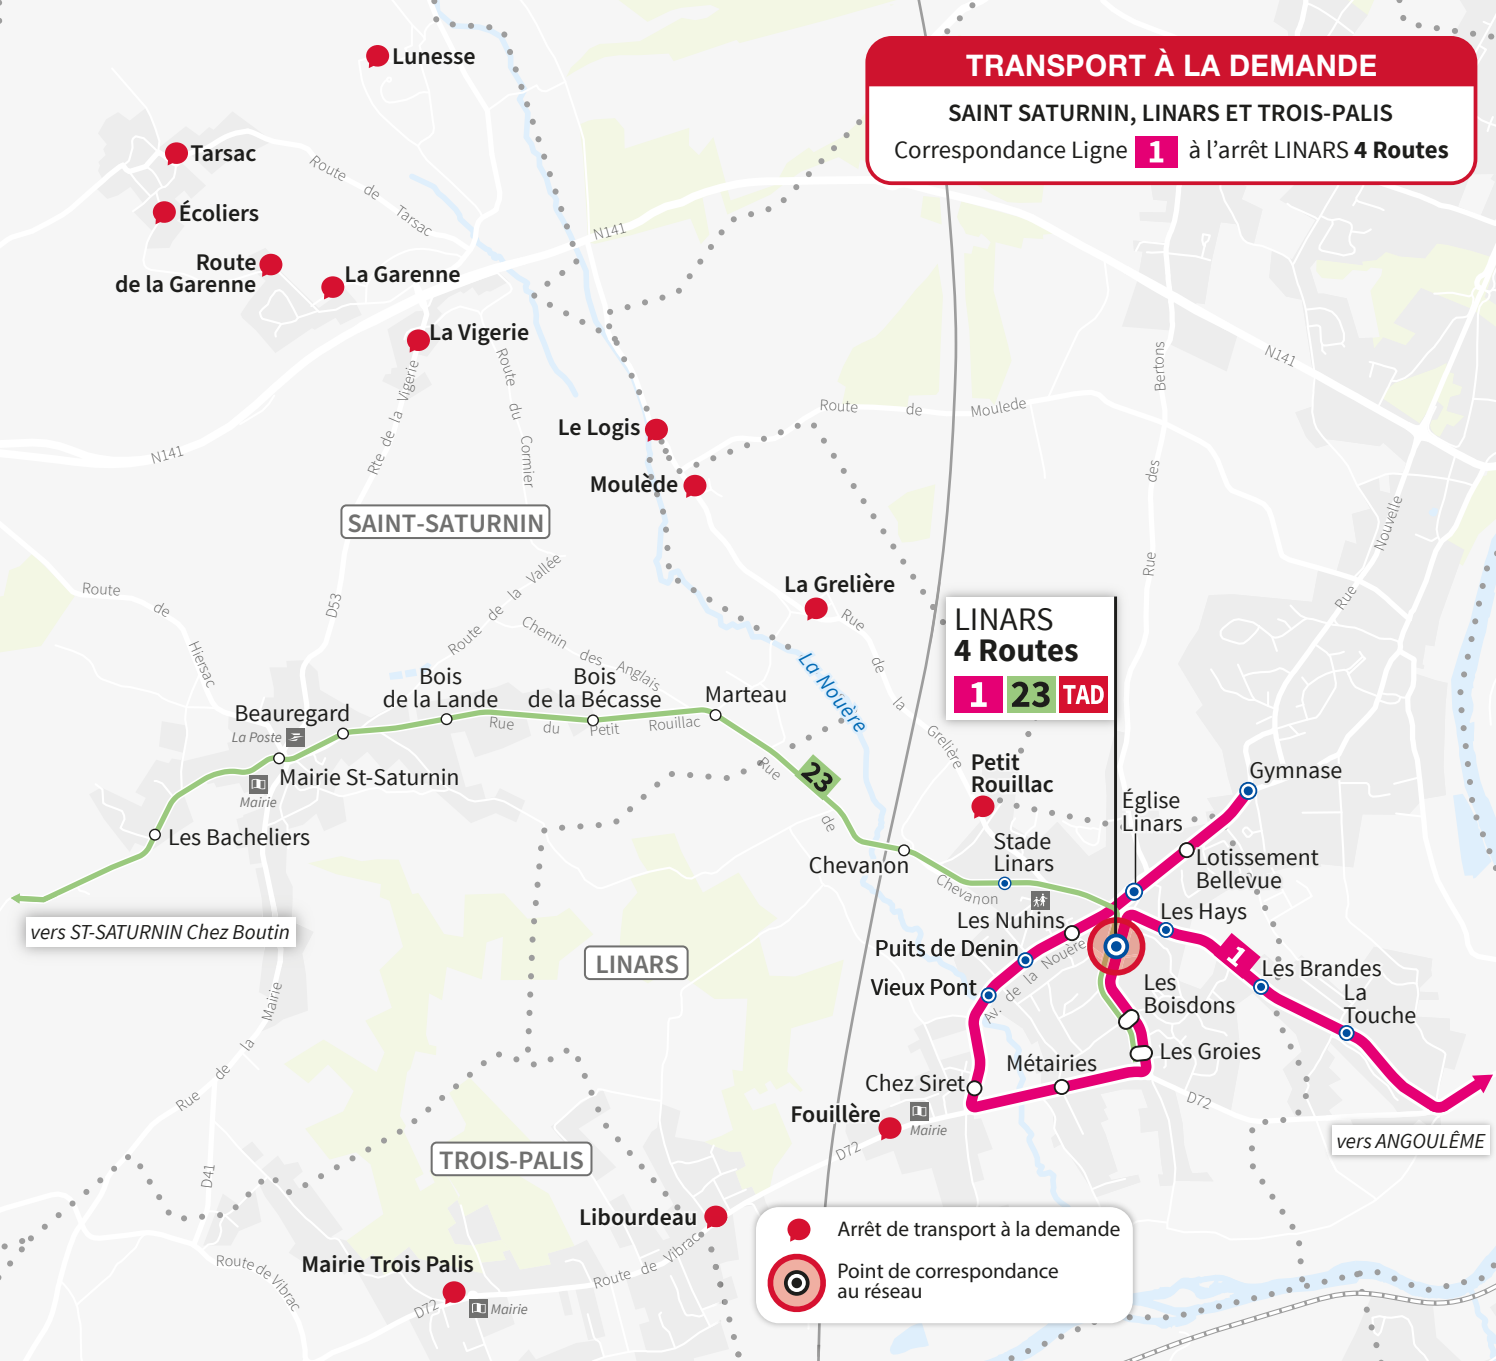 TRANSPORT À LA DEMANDE
SAINT SATURNIN, LINARS ET TROIS-PALIS
Correspondance Ligne 1 à l'arrêt LINARS 4 Routes
Lunesse
Tarsac
Route de Tarsac
Écoliers
Route
de la Garenne
La Garenne
N141
La Vigerie
Rte de la Vigerie
Route du Cormier
N141
N141
Bertons
des
Rue
Le Logis
Route de Moulede
Moulède
SAINT-SATURNIN
Rue Nouvelle
Route de Hiersac
D53
Route de la Vallée
Chemin des Anglais
La Grelière
Rue de la Grelière
La Nouère
LINARS
4 Routes
1 23 TAD
Bois
de la Lande
Bois
de la Bécasse
Marteau
Beauregard
La Poste
Rue du Petit Rouillac
Mairie St-Saturnin
Mairie
Les Bacheliers
23
Rue de Chevanon
Petit
Rouillac
Gymnase
Église
Linars
Stade
Linars
Lotissement
Bellevue
Chevanon
Les Nuhins
Les Hays
vers ST-SATURNIN Chez Boutin
Puits de Denin
1
LINARS
Vieux Pont
Av. de la Nouère
Les
Boisdons
Les Brandes
La
Touche
Rue de la Mairie
Métairies
Les Groies
Chez Siret
D72
Fouillère
Mairie
vers ANGOULÊME
D72
TROIS-PALIS
D41
Libourdeau
Route de Vibrac
Mairie Trois Palis
Route de Vibrac
D72
Mairie
Arrêt de transport à la demande
Point de correspondance
au réseau